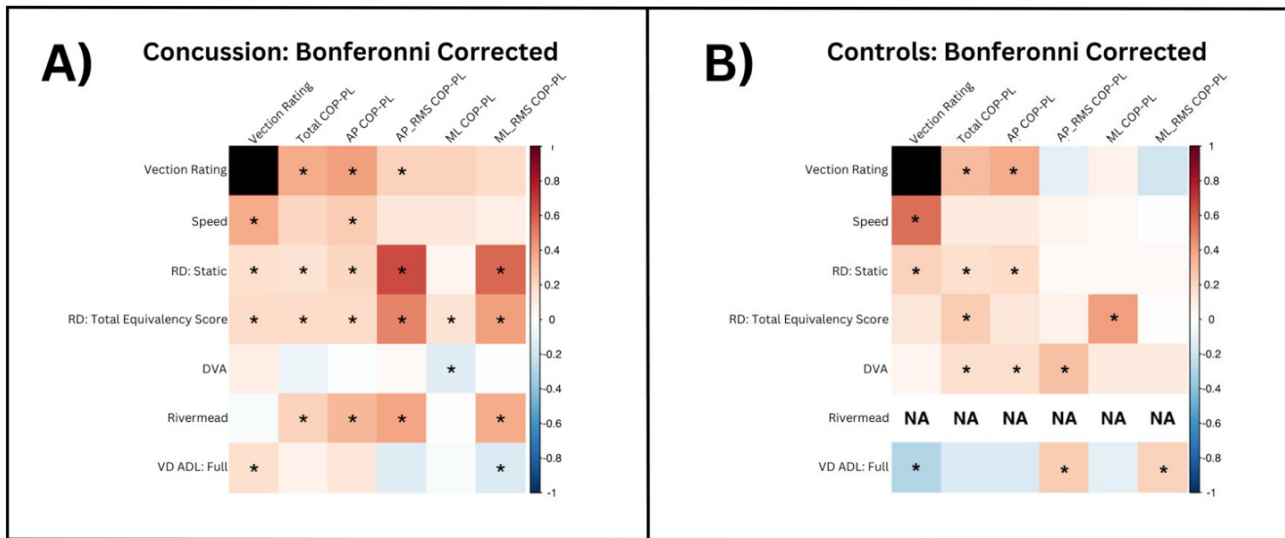 A)
Concussion: Bonferonni Corrected
Vection Rating
Total COP-PL
AP COP-PL
AP_RMS COP-PL
ML COP-PL
ML_RMS COP-PL
Vection Rating * * *
Speed * *
RD: Static * * * * *
RD: Total Equivalency Score * * * * * *
DVA *
Rivermead * * * *
VD ADL: Full * *
1
0.8
0.6
0.4
0.2
0
-0.2
-0.4
-0.6
-0.8
-1
B)
Controls: Bonferonni Corrected
Vection Rating
Total COP-PL
AP COP-PL
AP_RMS COP-PL
ML COP-PL
ML_RMS COP-PL
Vection Rating * *
Speed *
RD: Static * * *
RD: Total Equivalency Score * *
DVA * * *
Rivermead NA NA NA NA NA NA
VD ADL: Full * * *
1
0.8
0.6
0.4
0.2
0
-0.2
-0.4
-0.6
-0.8
-1